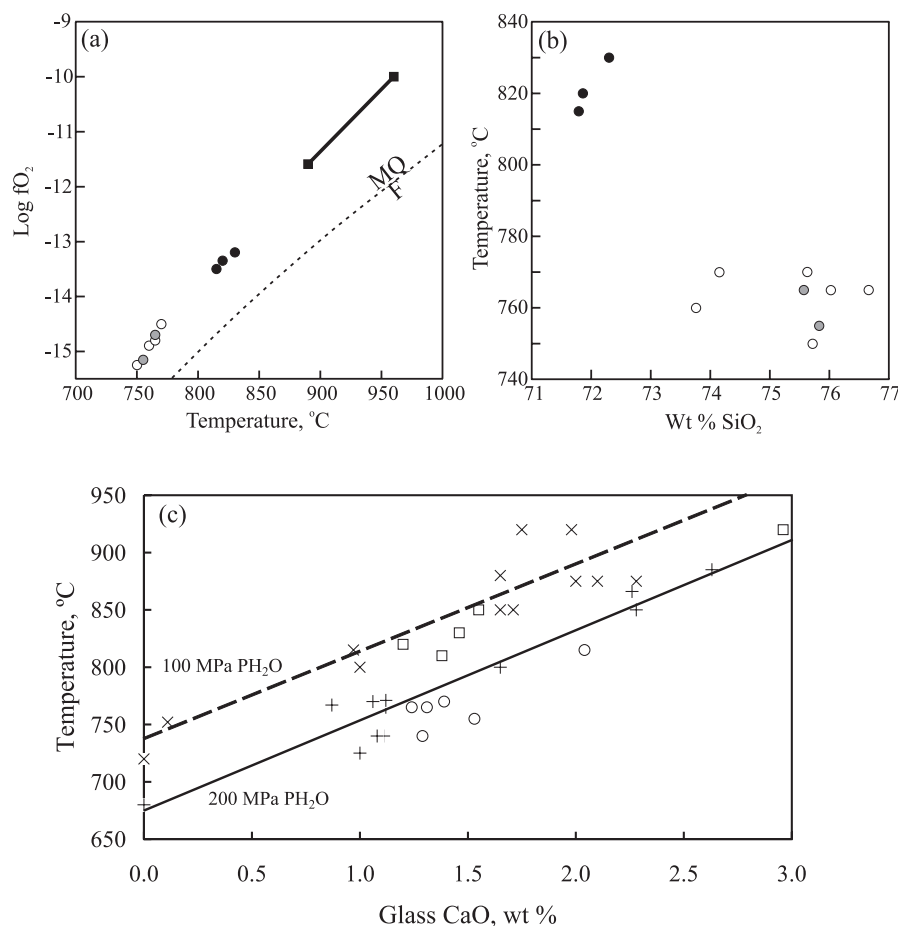 (a)
-9
-10
-11
-12
-13
-14
-15
Log fO₂
MQ
F
700 800 850 900 950 1000
Temperature, °C
(b)
840
820
800
780
760
740
Temperature, °C
71 72 73 74 75 76 77
Wt % SiO₂
(c)
950
900
850
800
750
700
650
Temperature, ºC
100 MPa PH₂O
200 MPa PH₂O
0.0 0.5 1.0 1.5 2.0 2.5 3.0
Glass CaO, wt %